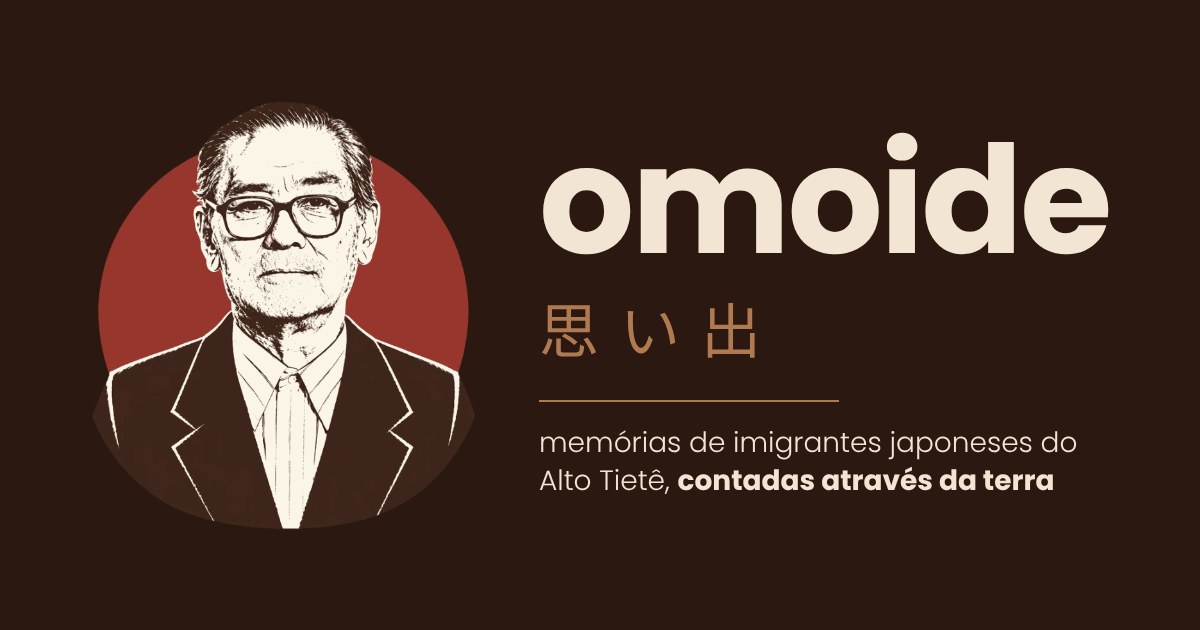 omoide
思い出
memórias de imigrantes japoneses do
Alto Tietê, contadas através da terra